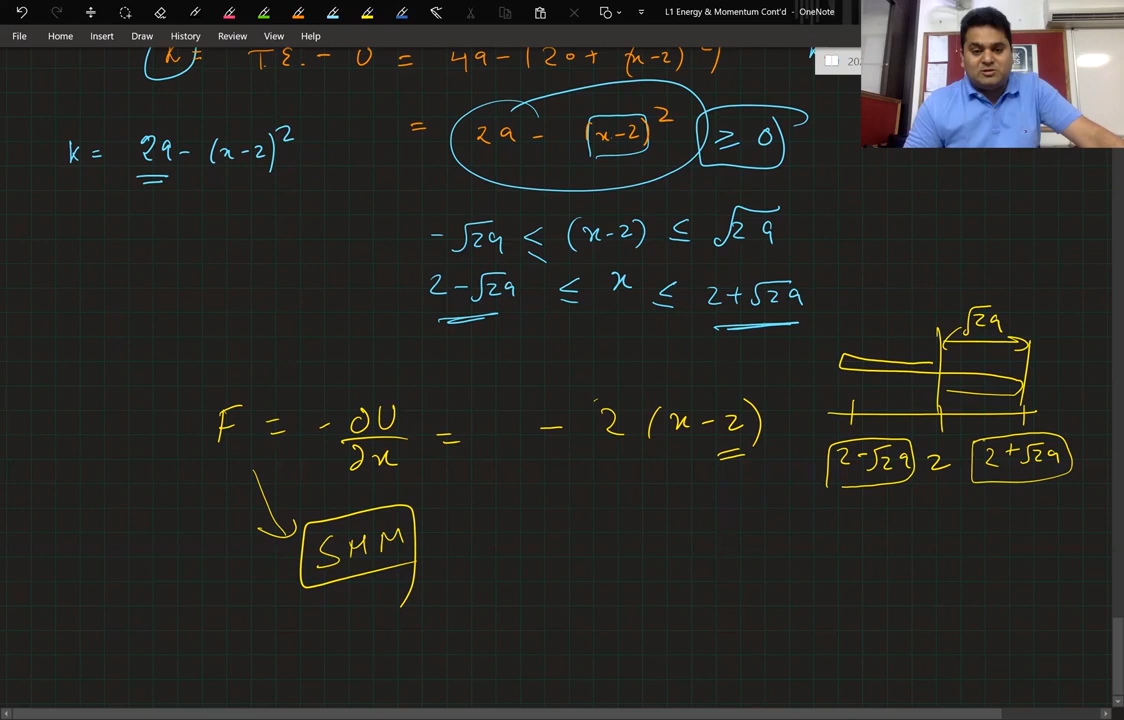 L1 Energy & Momentum Cont'd - OneNote
File Home Insert Draw History Review View Help
K = T.E. - U = 49 - (20 + (x-2)²)
202
= 29 - (x-2)² ≥ 0
K = 29 - (x-2)²
-√29 ≤ (x-2) ≤ √29
2-√29 ≤ x ≤ 2+√29
√29
F = - ∂U/∂x = - 2 (x-2)
2-√29 2 2+√29
SHM